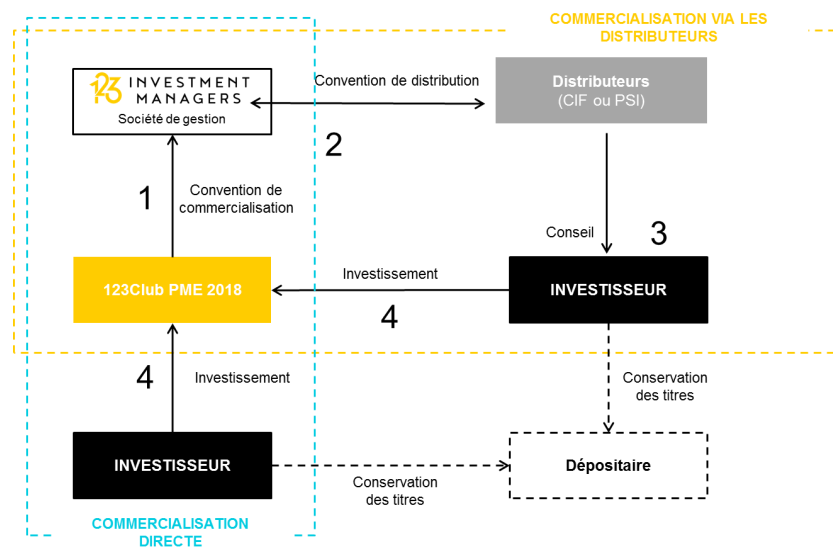 COMMERCIALISATION VIA LES
DISTRIBUTEURS
123 INVESTMENT
MANAGERS
Société de gestion
Convention de distribution
Distributeurs
(CIF ou PSI)
2
1
Convention de
commercialisation
Conseil
3
123Club PME 2018
Investissement
4
INVESTISSEUR
4
Investissement
Conservation
des titres
INVESTISSEUR
Conservation
des titres
Dépositaire
COMMERCIALISATION
DIRECTE